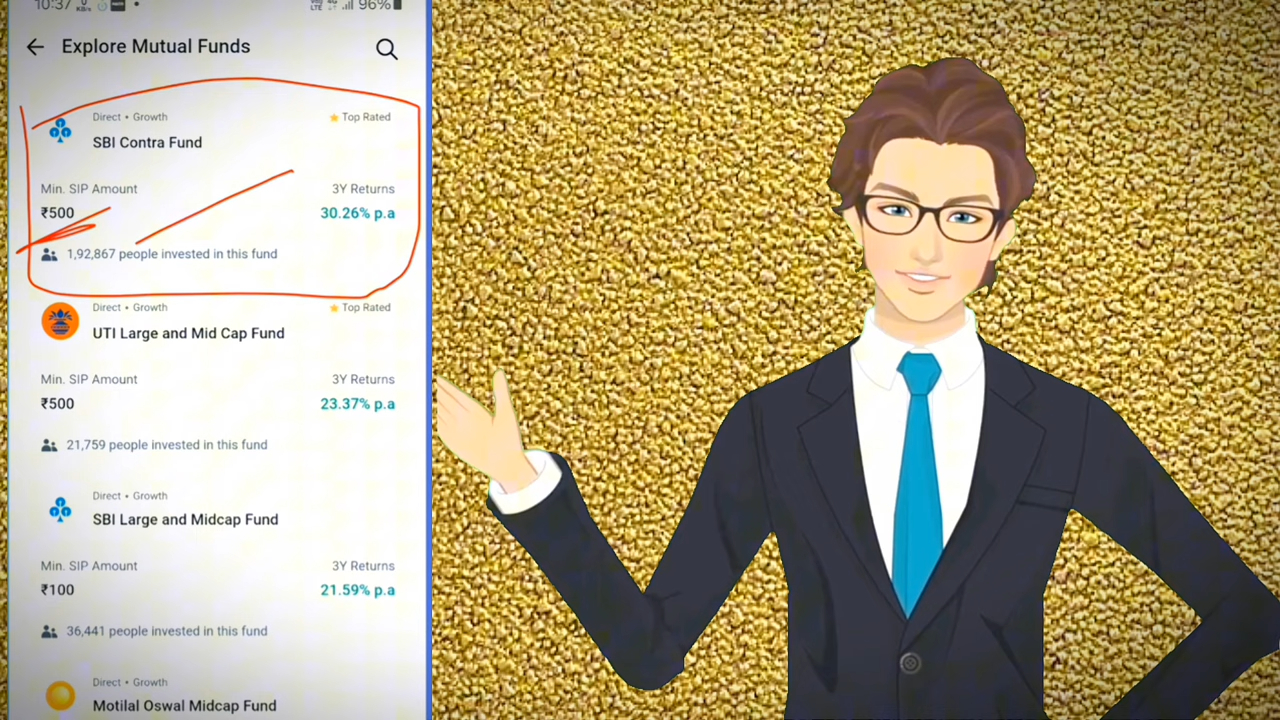 10:37
96%
Explore Mutual Funds
Direct • Growth
Top Rated
SBI Contra Fund
Min. SIP Amount
3Y Returns
₹500
30.26% p.a
1,92,867 people invested in this fund
Direct • Growth
Top Rated
UTI Large and Mid Cap Fund
Min. SIP Amount
3Y Returns
₹500
23.37% p.a
21,759 people invested in this fund
Direct • Growth
SBI Large and Midcap Fund
Min. SIP Amount
3Y Returns
₹100
21.59% p.a
36,441 people invested in this fund
Direct • Growth
Motilal Oswal Midcap Fund